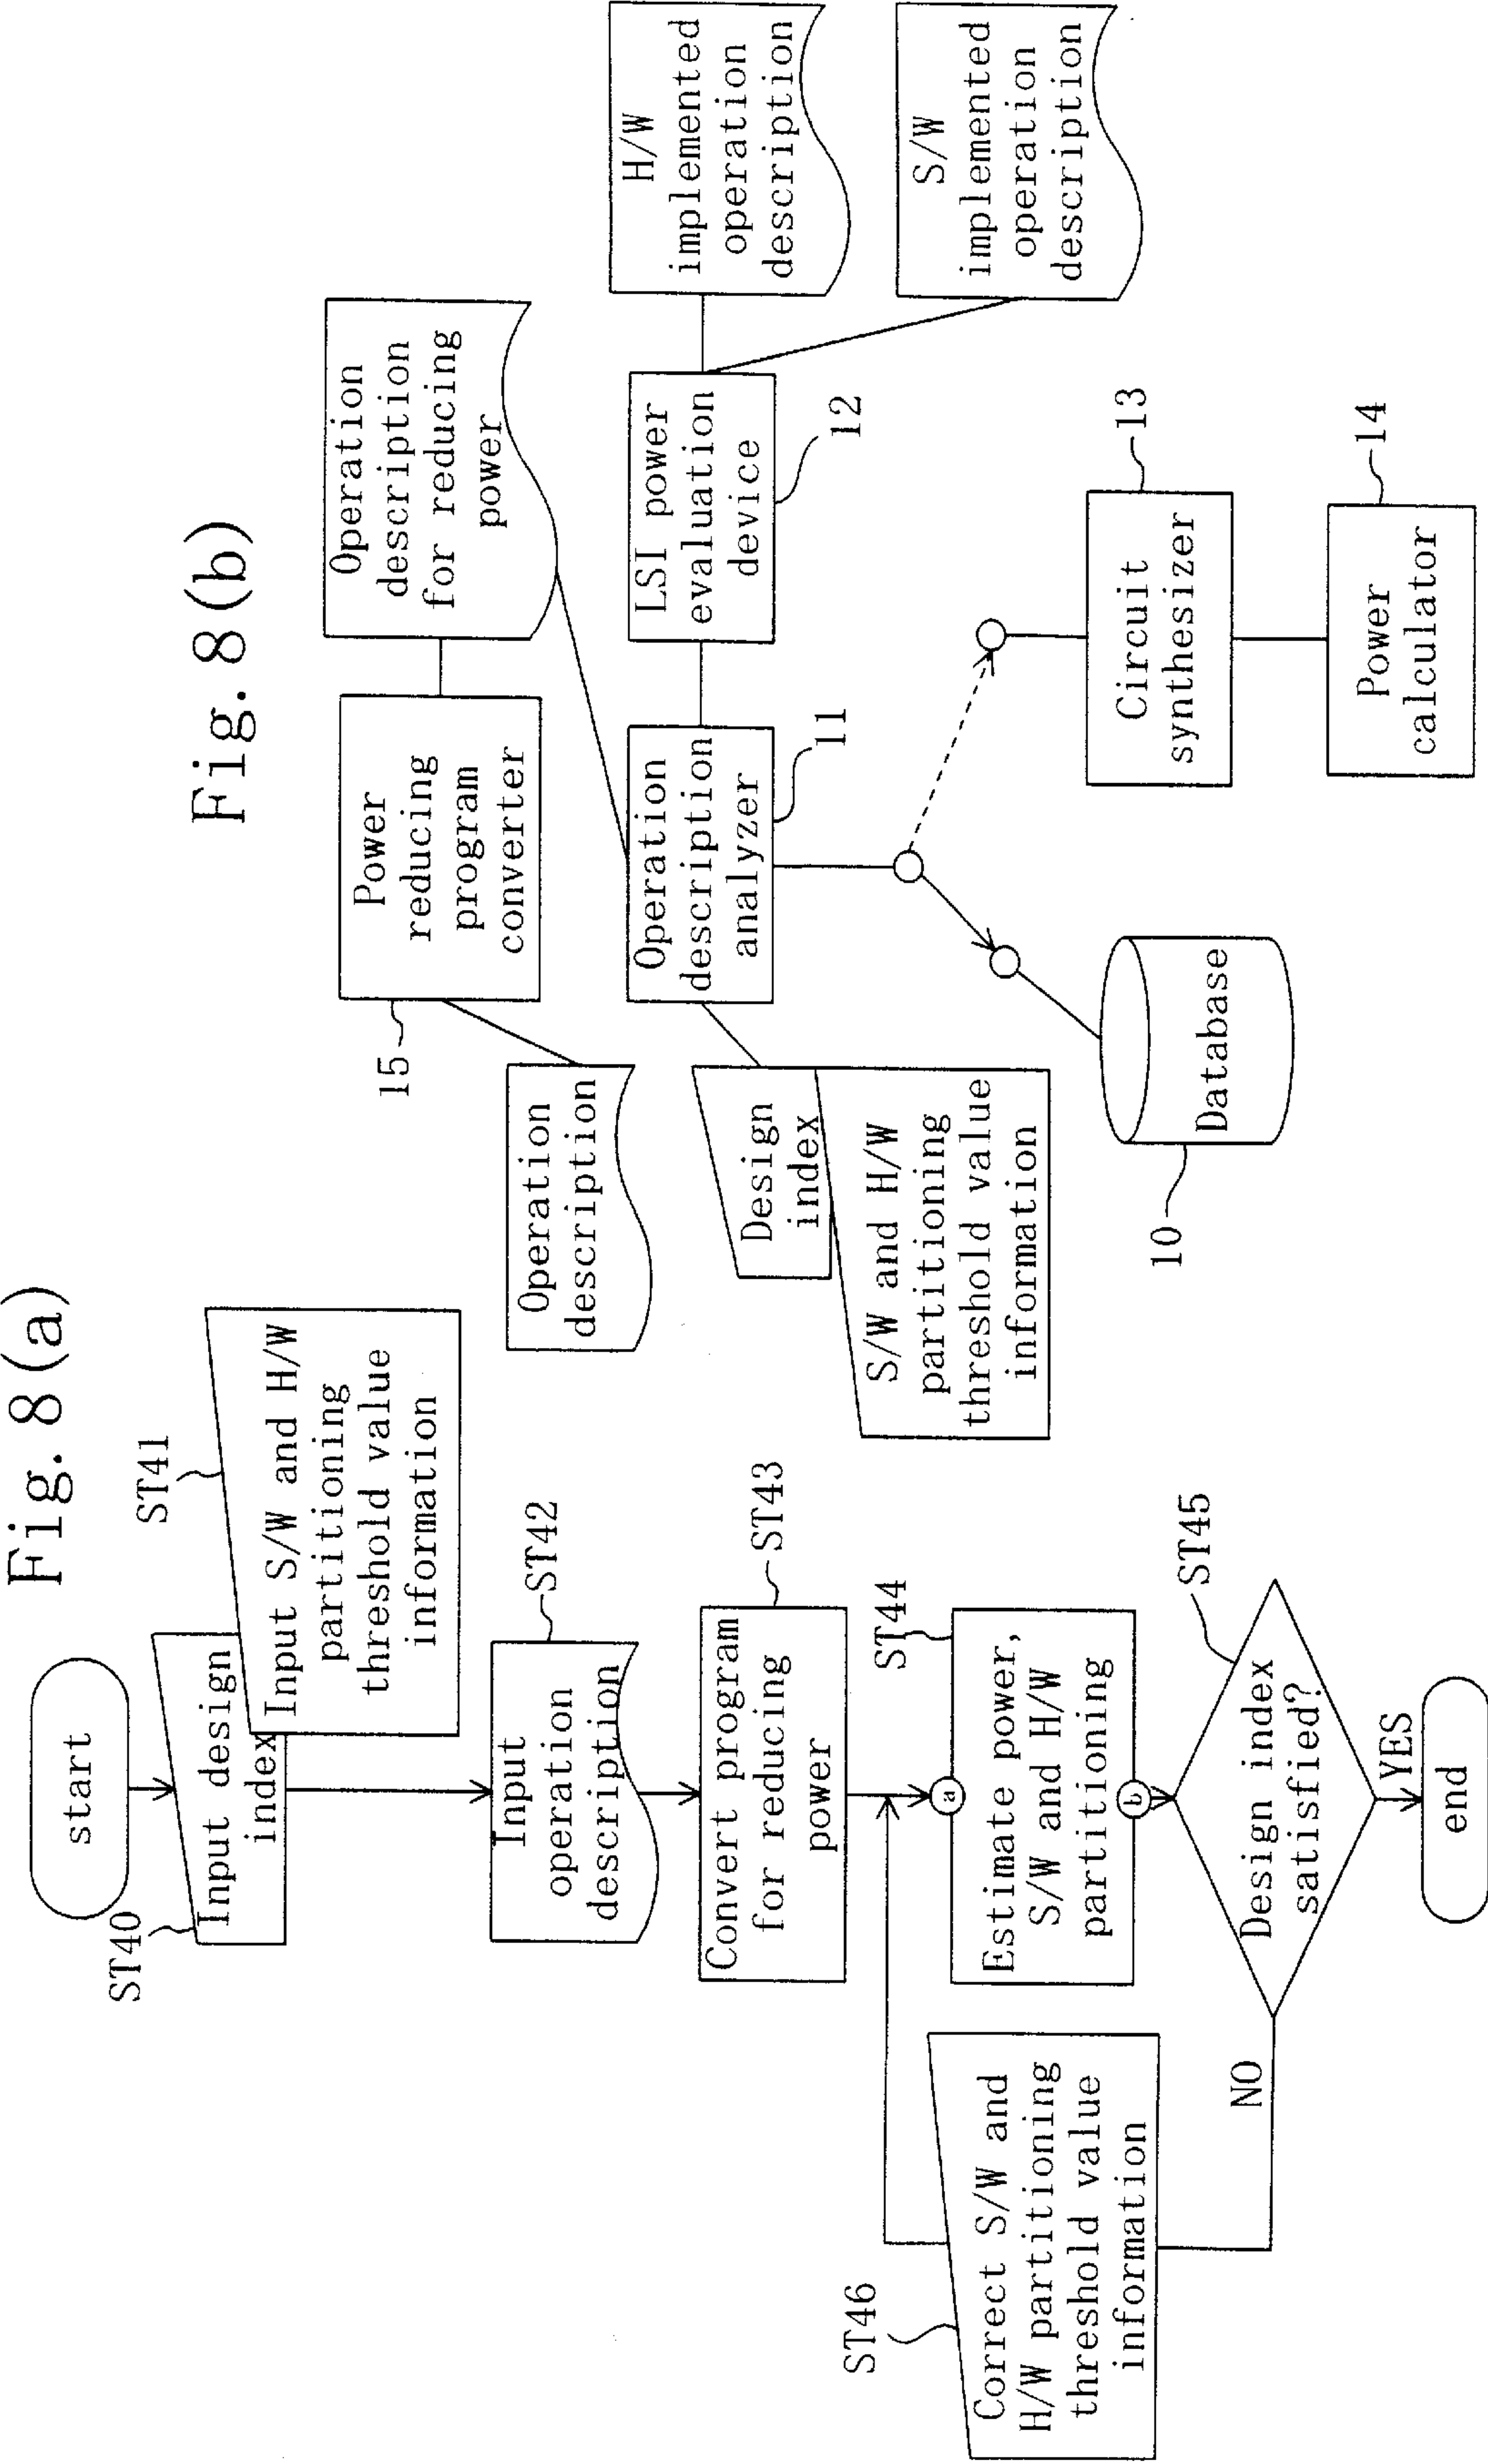 Fig. 8(a)
start
ST40
Input design
index
ST41
Input S/W and H/W
partitioning
threshold value
information
Input
operation
description
ST42
Convert program
for reducing
power
ST43
ST44
a
Estimate power,
S/W and H/W
partitioning
b
ST45
Design index
satisfied?
YES
end
NO
ST46
Correct S/W and
H/W partitioning
threshold value
information
Fig. 8(b)
15
Power
reducing
program
converter
Operation
description
for reducing
power
Operation
description
Design
index
S/W and H/W
partitioning
threshold value
information
Operation
description
analyzer
11
LSI power
evaluation
device
12
H/W
implemented
operation
description
S/W
implemented
operation
description
10
Database
Circuit
synthesizer
13
Power
calculator
14